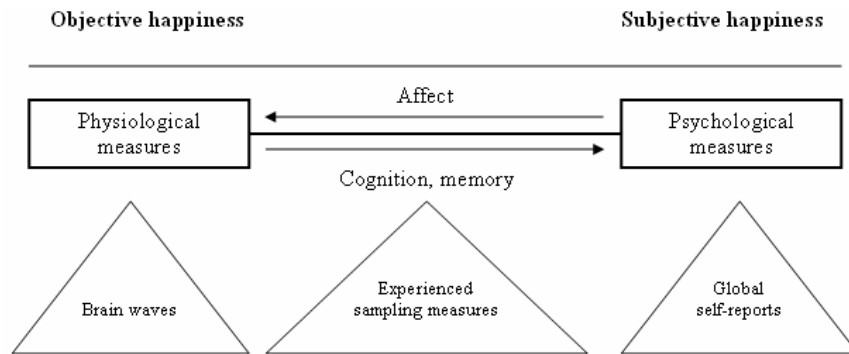 Objective happiness
Subjective happiness
Affect
Physiological
measures
Psychological
measures
Cognition, memory
Brain waves
Experienced
sampling measures
Global
self-reports